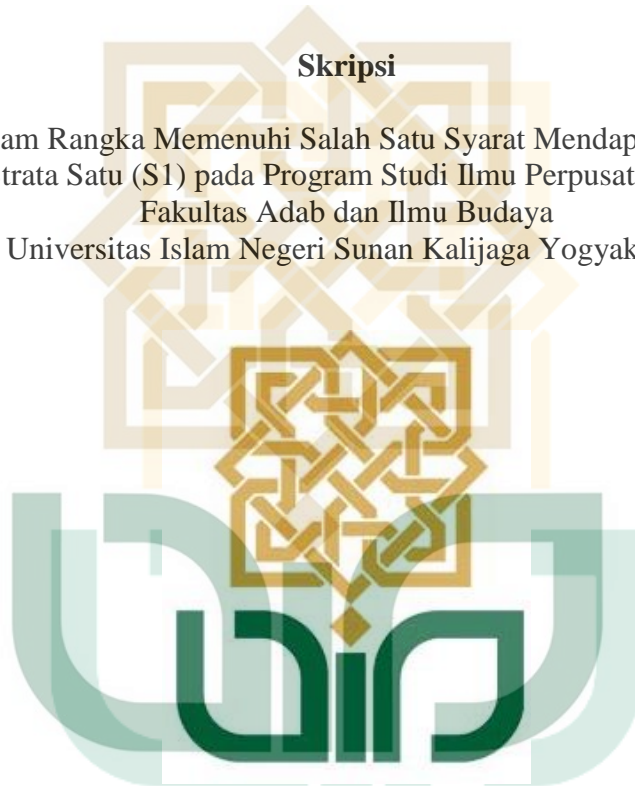 Skripsi
am Rangka Memenuhi Salah Satu Syarat Mendap
trata Satu (S1) pada Program Studi Ilmu Perpusat
Fakultas Adab dan Ilmu Budaya
Universitas Islam Negeri Sunan Kalijaga Yogyak
uin